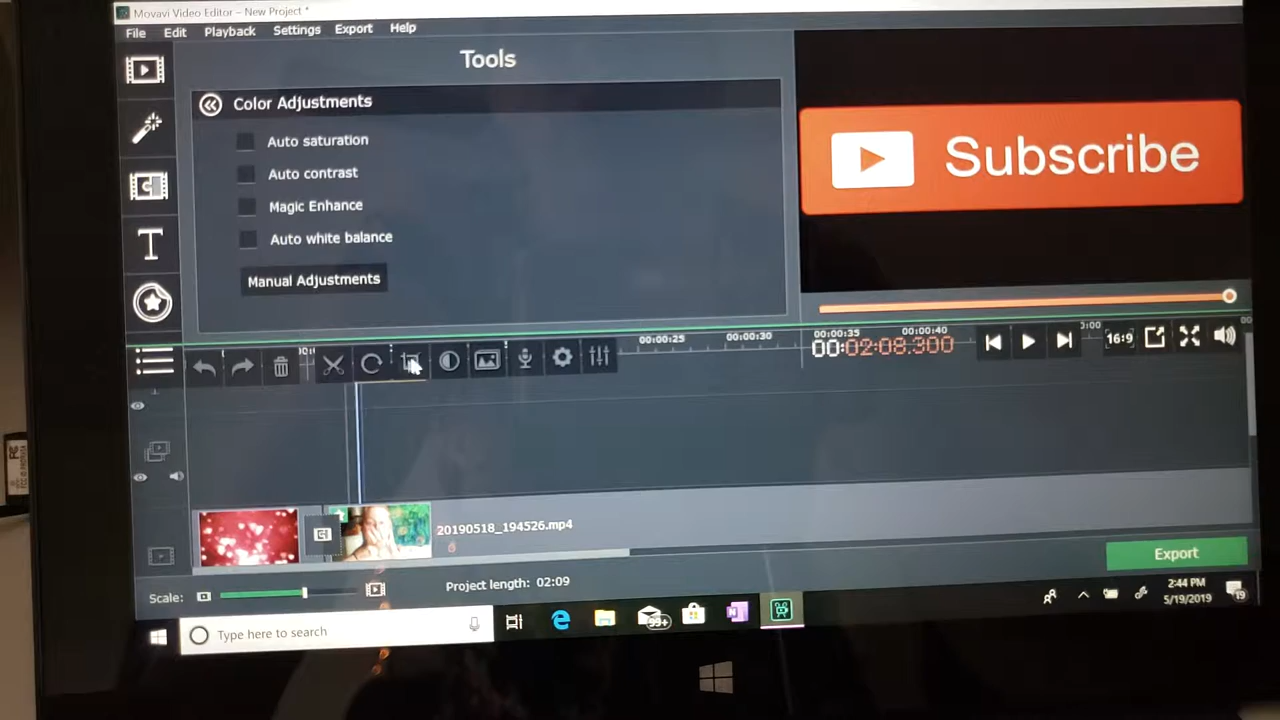 Movavi Video Editor – New Project *
File Edit Playback Settings Export Help
Tools
Color Adjustments
Auto saturation
Auto contrast
Magic Enhance
Auto white balance
Manual Adjustments
Subscribe
00:00:25 00:00:30 00:00:35 00:00:40
00:02:08.300
16:9
20190518_194526.mp4
Export
Scale:
Project length: 02:09
2:44 PM
5/19/2019
19
Type here to search
99+